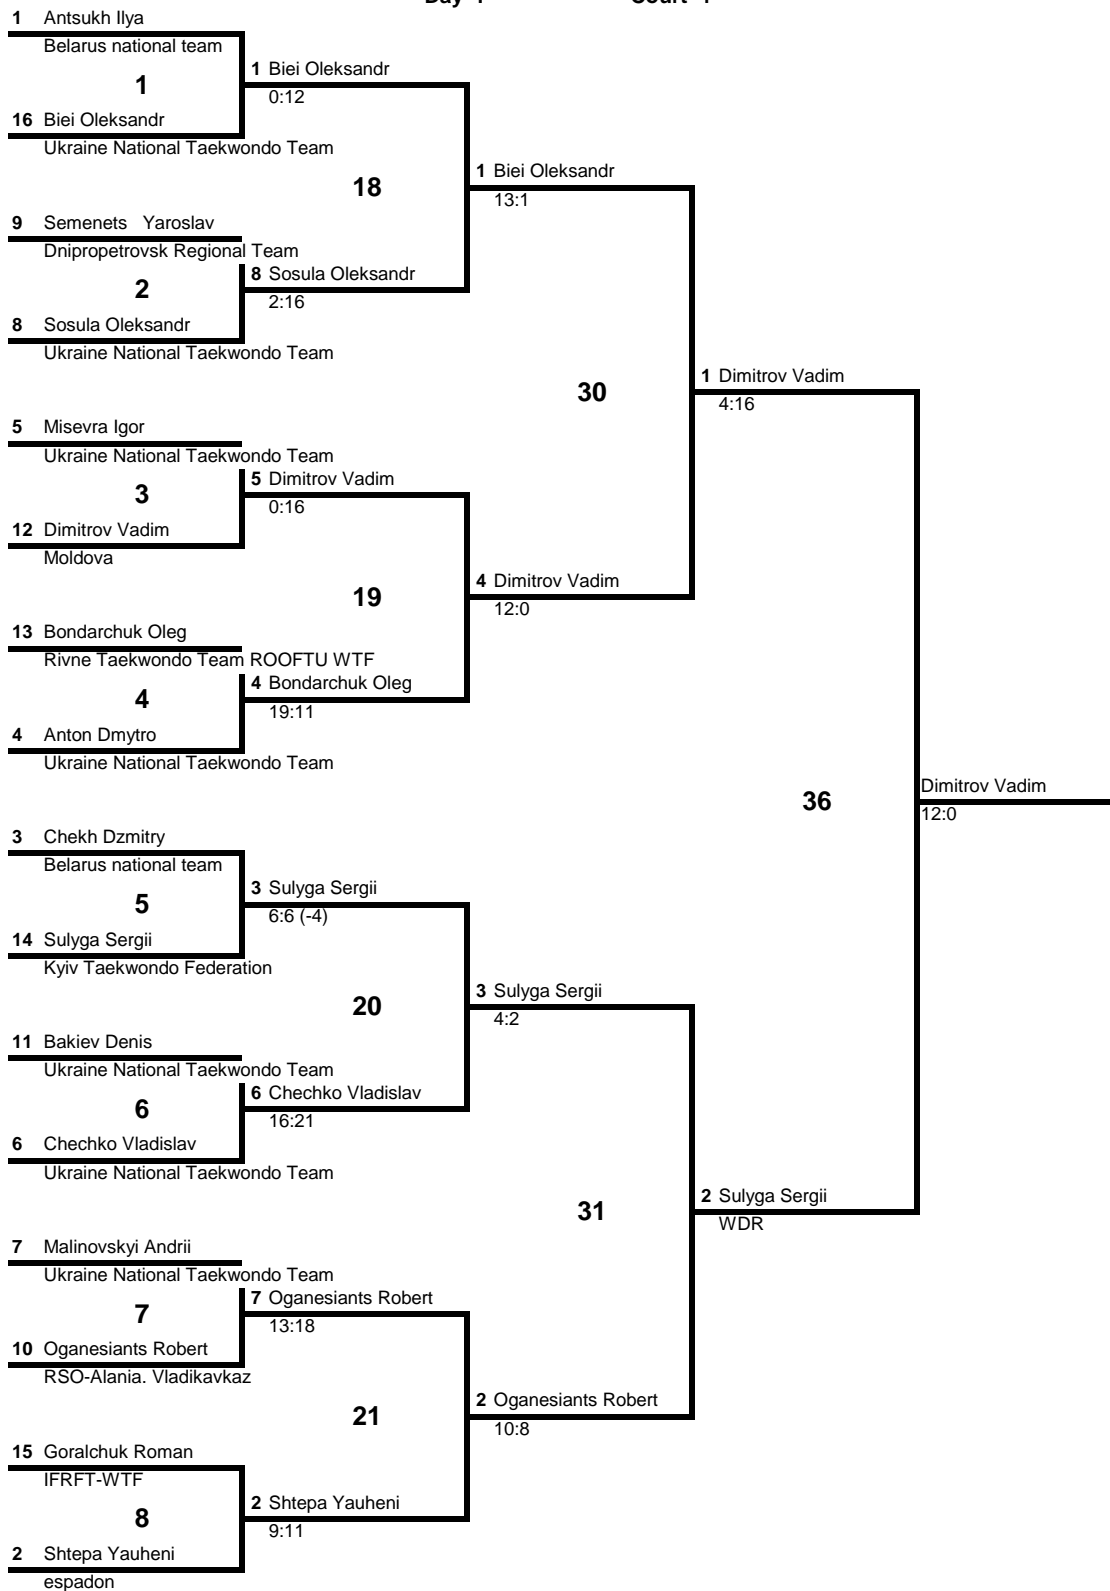 1 Antsukh Ilya
Belarus national team
1
1 Biei Oleksandr
0:12
16 Biei Oleksandr
Ukraine National Taekwondo Team
18
1 Biei Oleksandr
13:1
9 Semenets Yaroslav
Dnipropetrovsk Regional Team
2
8 Sosula Oleksandr
2:16
8 Sosula Oleksandr
Ukraine National Taekwondo Team
30
1 Dimitrov Vadim
4:16
5 Misevra Igor
Ukraine National Taekwondo Team
3
5 Dimitrov Vadim
0:16
12 Dimitrov Vadim
Moldova
19
4 Dimitrov Vadim
12:0
13 Bondarchuk Oleg
Rivne Taekwondo Team ROOFTU WTF
4
4 Bondarchuk Oleg
19:11
4 Anton Dmytro
Ukraine National Taekwondo Team
36
Dimitrov Vadim
12:0
3 Chekh Dzmitry
Belarus national team
5
3 Sulyga Sergii
6:6 (-4)
14 Sulyga Sergii
Kyiv Taekwondo Federation
20
3 Sulyga Sergii
4:2
11 Bakiev Denis
Ukraine National Taekwondo Team
6
6 Chechko Vladislav
16:21
6 Chechko Vladislav
Ukraine National Taekwondo Team
31
2 Sulyga Sergii
WDR
7 Malinovskyi Andrii
Ukraine National Taekwondo Team
7
7 Oganesiants Robert
13:18
10 Oganesiants Robert
RSO-Alania. Vladikavkaz
21
2 Oganesiants Robert
10:8
15 Goralchuk Roman
IFRFT-WTF
8
2 Shtepa Yauheni
9:11
2 Shtepa Yauheni
espadon